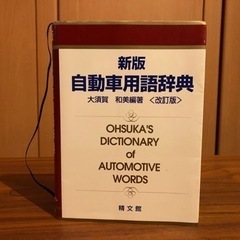 新版
自動車用語辞典
大須賀 和美編著 〈改訂版〉
OHSUKA'S
DICTIONARY
of
AUTOMOTIVE
WORDS
精文館